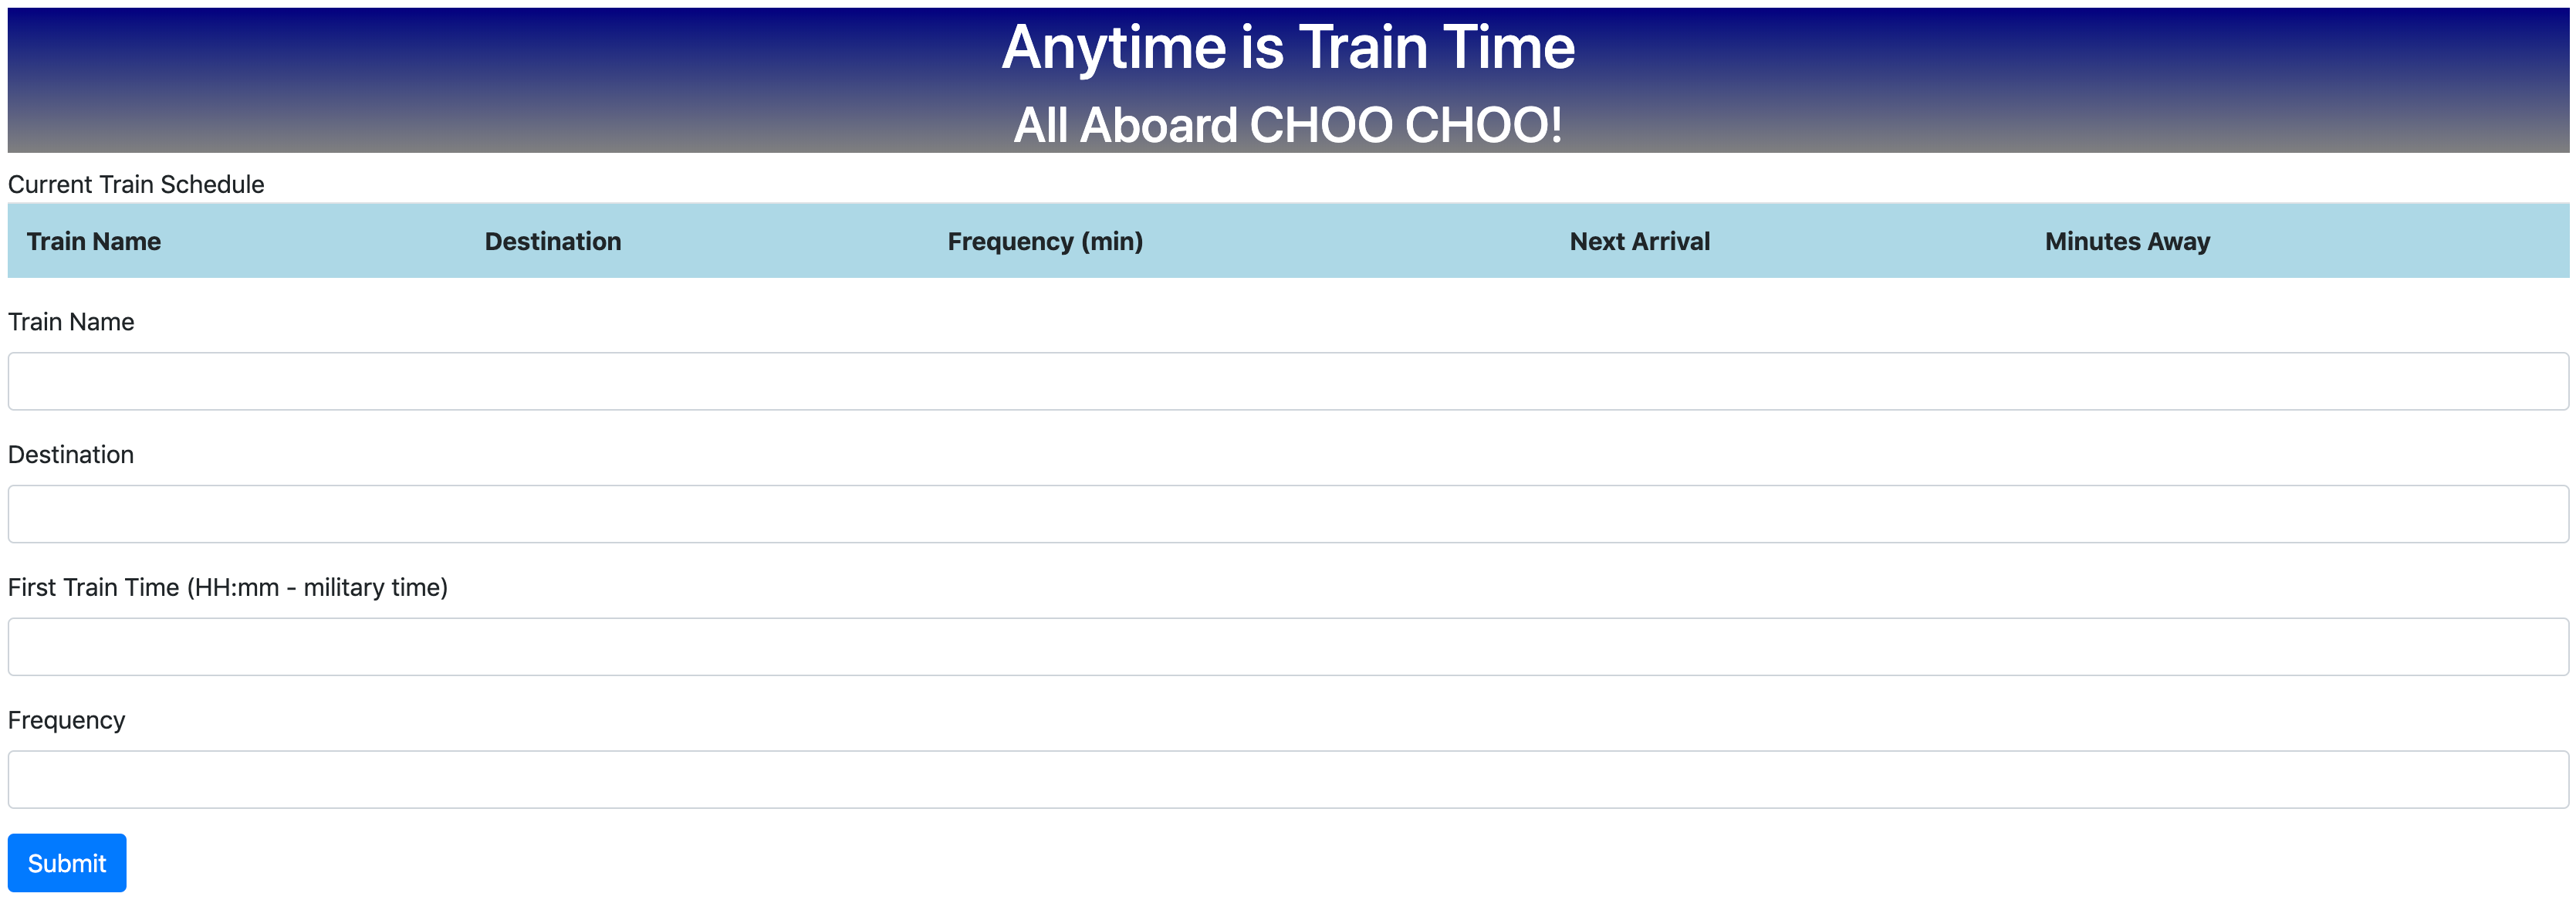 Anytime is Train Time
All Aboard CHOO CHOO!
Current Train Schedule
Train Name Destination Frequency (min) Next Arrival Minutes Away
Train Name
Destination
First Train Time (HH:mm - military time)
Frequency
Submit